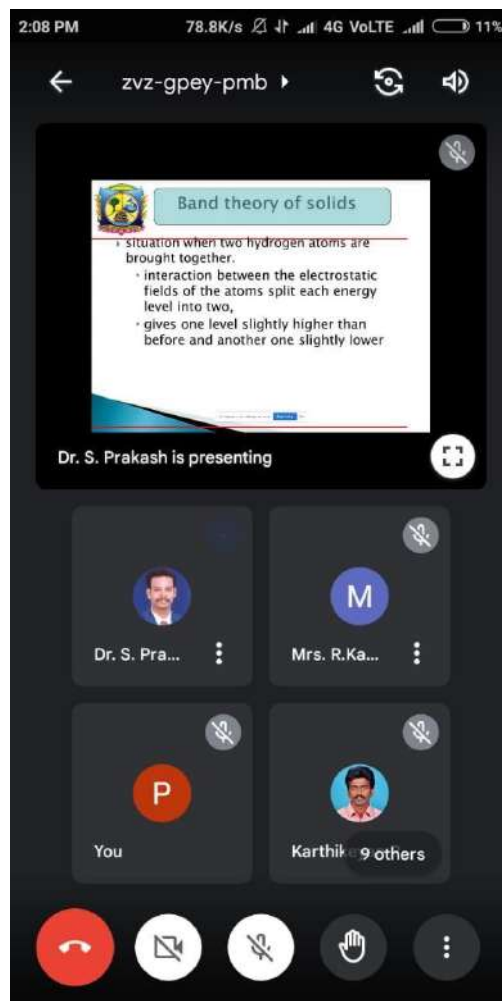 2:08 PM 78.8K/s 4G VoLTE 11%
zvz-gpey-pmb
Band theory of solids
situation when two hydrogen atoms are
brought together.
interaction between the electrostatic
fields of the atoms split each energy
level into two,
gives one level slightly higher than
before and another one slightly lower
Dr. S. Prakash is presenting
Dr. S. Pra...
Mrs. R.Ka...
M
P
You
Karthik
9 others